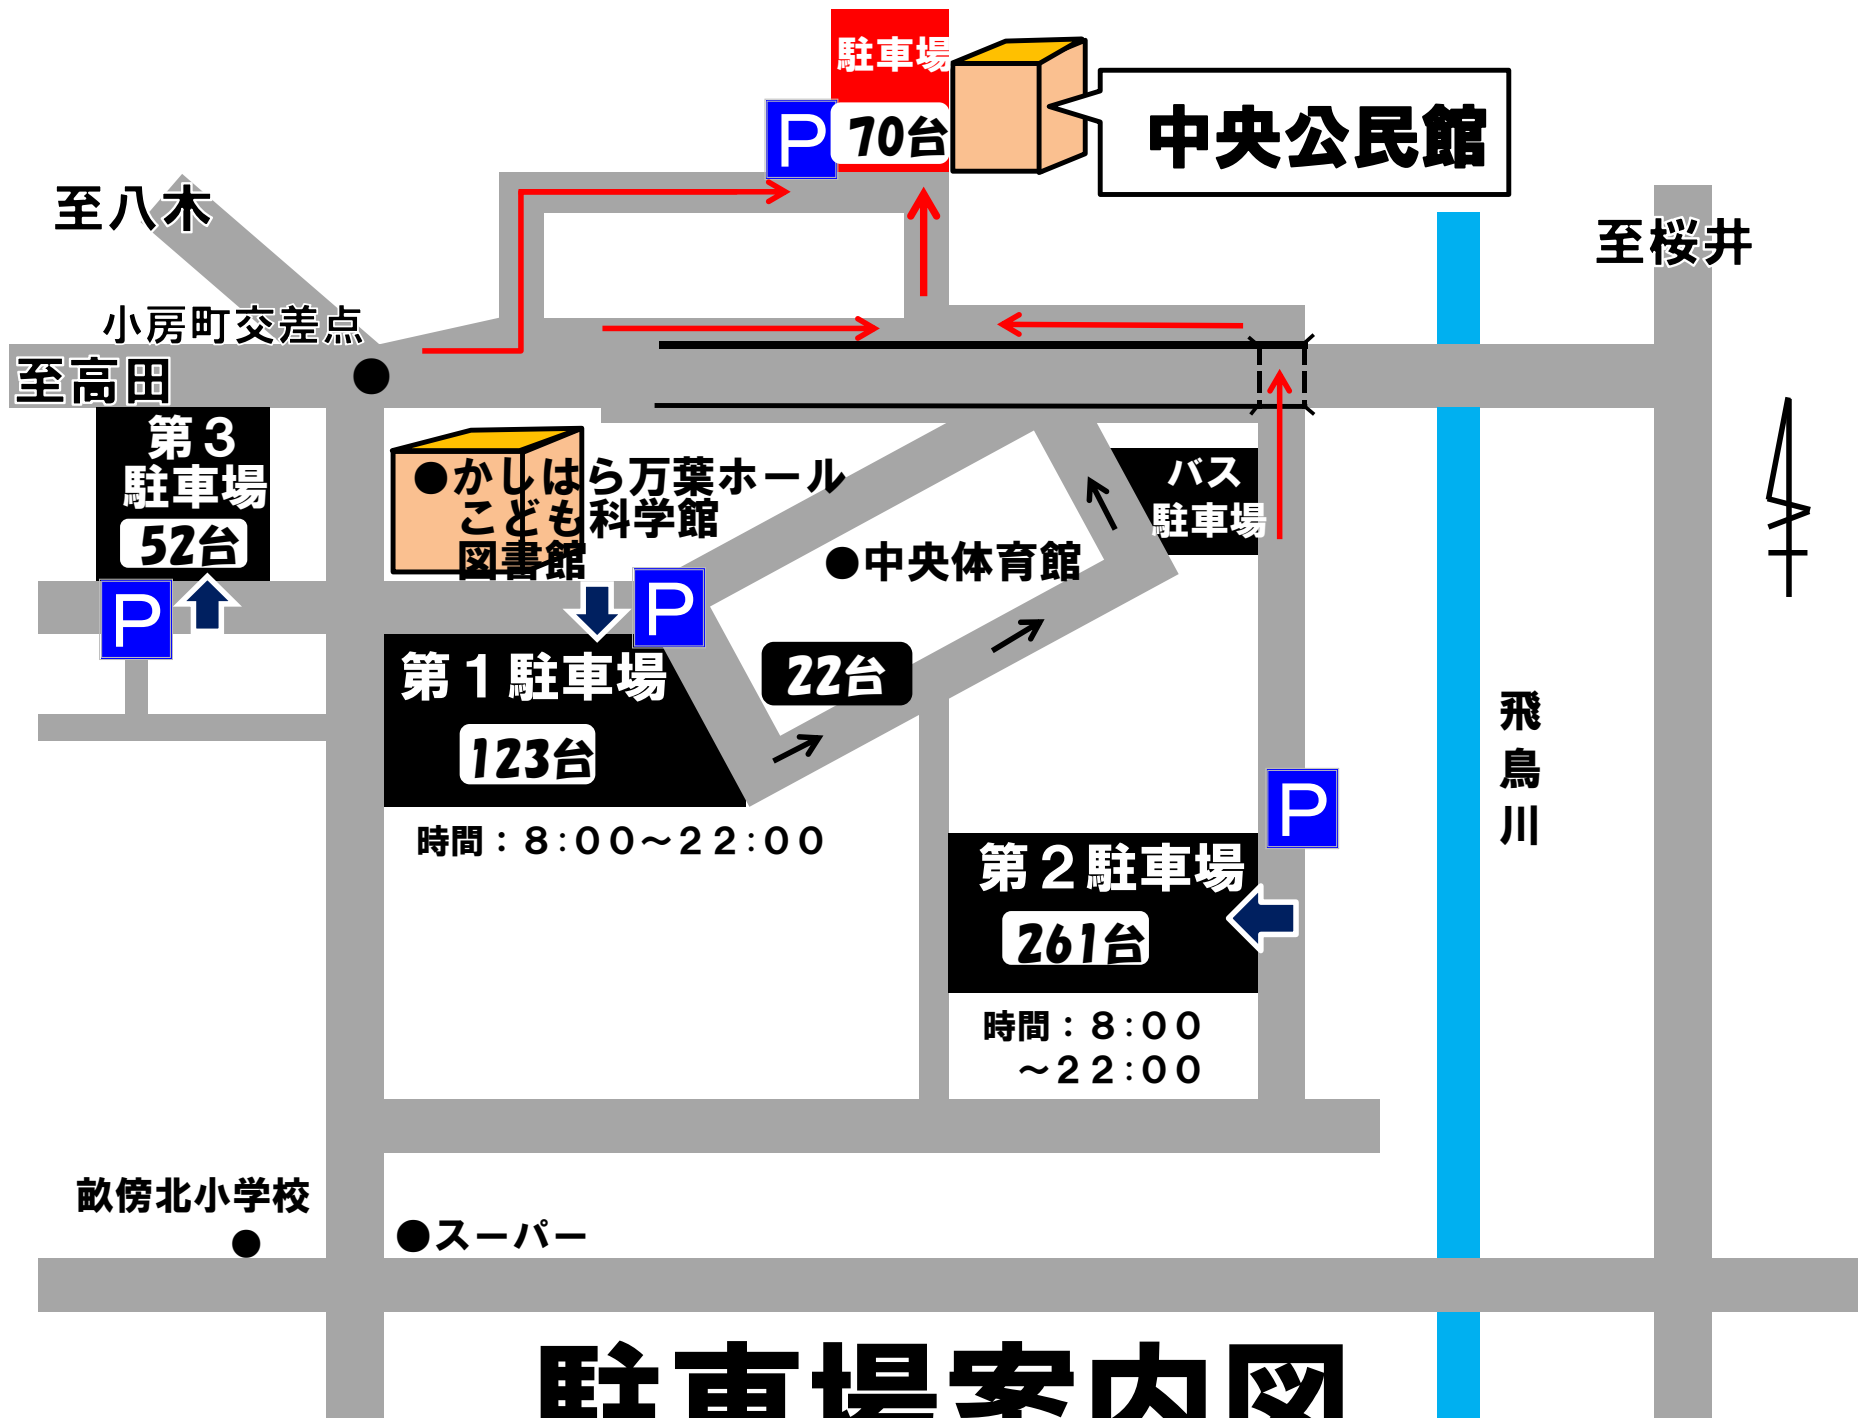 駐車場
P
70台
中央公民館
至八木
至桜井
小房町交差点
至高田
第３
駐車場
52台
P
●かしはら万葉ホール
こども科学館
図書館
バス
駐車場
●中央体育館
P
22台
第１駐車場
123台
時間：８:００～２２:００
飛鳥川
P
第２駐車場
261台
時間：８:００
～２２:００
畝傍北小学校
●スーパー
駐車場案内図